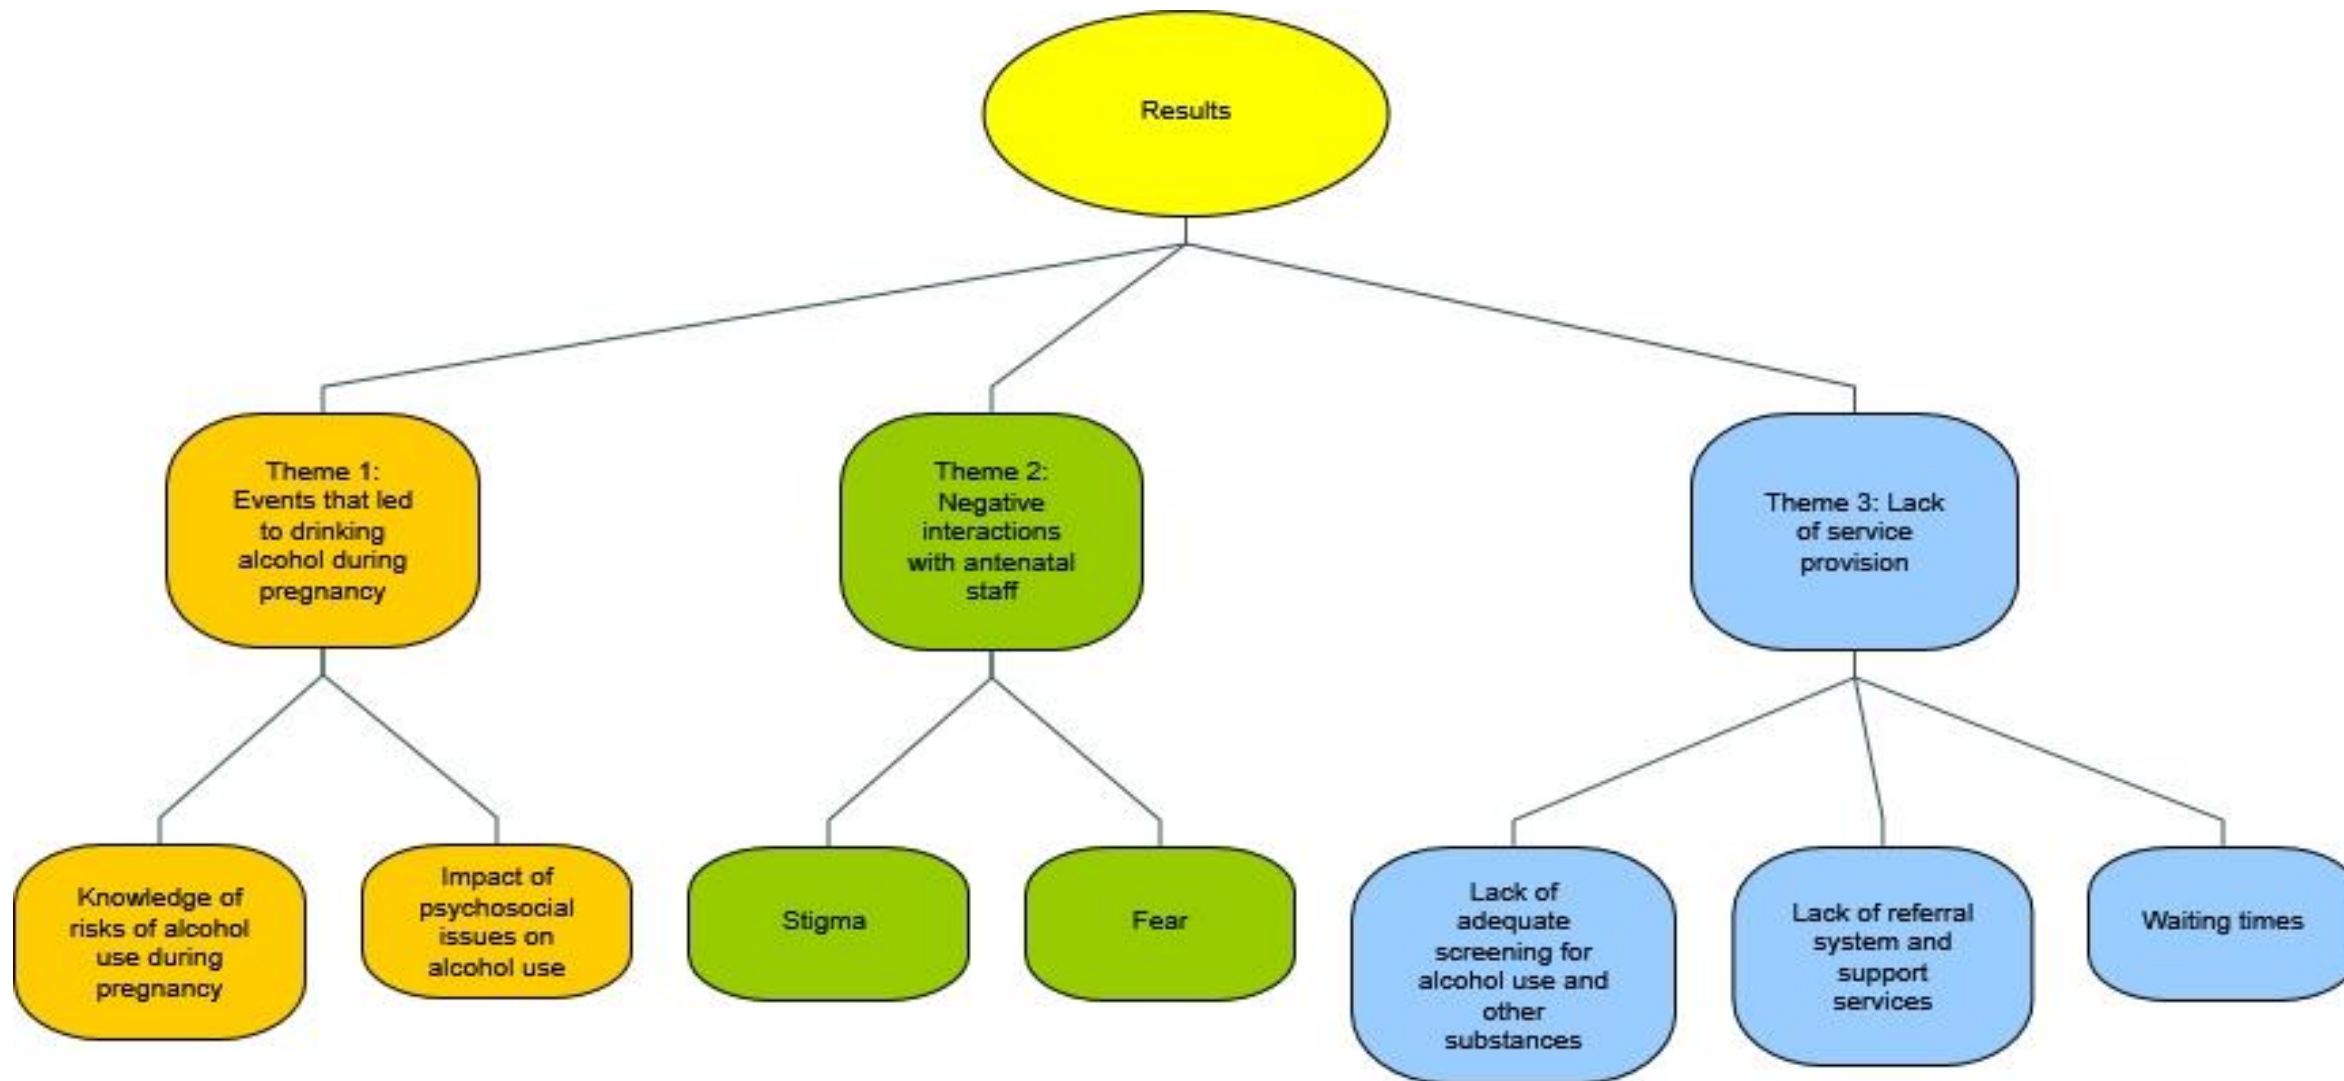 Results
Theme 1:
Events that led
to drinking
alcohol during
pregnancy
Theme 2:
Negative
interactions
with antenatal
staff
Theme 3: Lack
of service
provision
Knowledge of
risks of alcohol
use during
pregnancy
Impact of
psychosocial
issues on
alcohol use
Stigma
Fear
Lack of
adequate
screening for
alcohol use and
other
substances
Lack of referral
system and
support
services
Waiting times